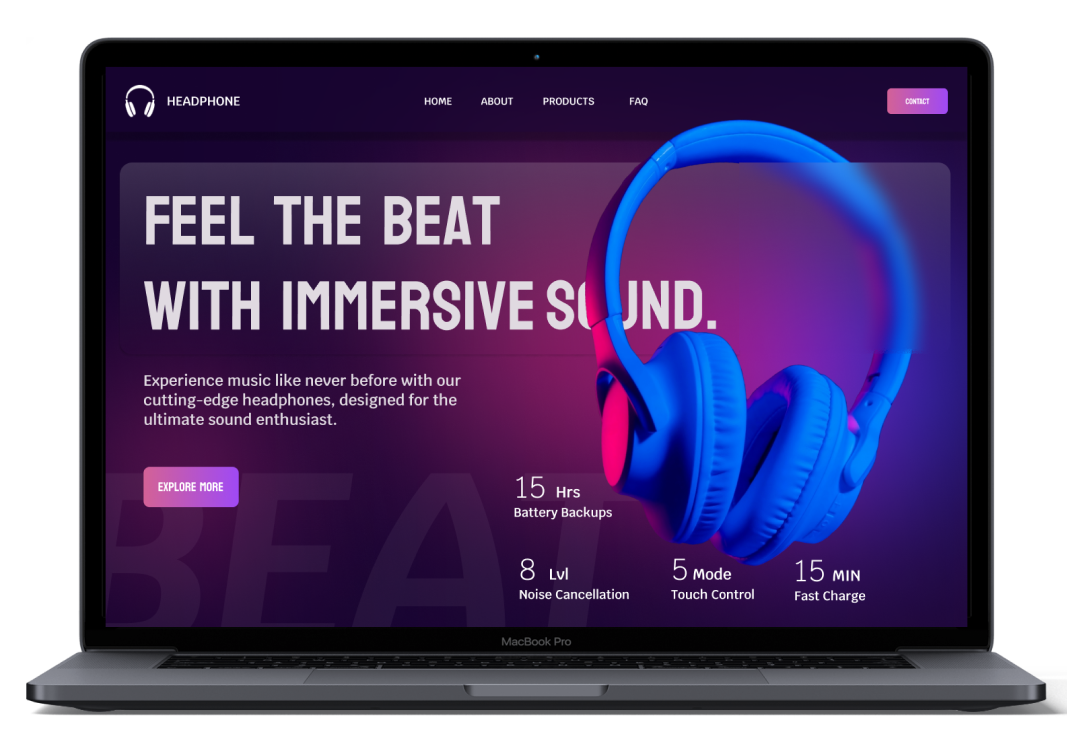 HEADPHONE
HOME ABOUT PRODUCTS FAQ
CONTACT
FEEL THE BEAT
WITH IMMERSIVE SOUND.
Experience music like never before with our
cutting-edge headphones, designed for the
ultimate sound enthusiast.
EXPLORE MORE
BEAT
15 Hrs
Battery Backups
8 Lvl
Noise Cancellation
5 Mode
Touch Control
15 MIN
Fast Charge
MacBook Pro